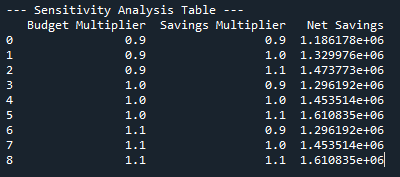 --- Sensitivity Analysis Table ---
Budget Multiplier Savings Multiplier Net Savings
0 0.9 0.9 1.186178e+06
1 0.9 1.0 1.329976e+06
2 0.9 1.1 1.473773e+06
3 1.0 0.9 1.296192e+06
4 1.0 1.0 1.453514e+06
5 1.0 1.1 1.610835e+06
6 1.1 0.9 1.296192e+06
7 1.1 1.0 1.453514e+06
8 1.1 1.1 1.610835e+06